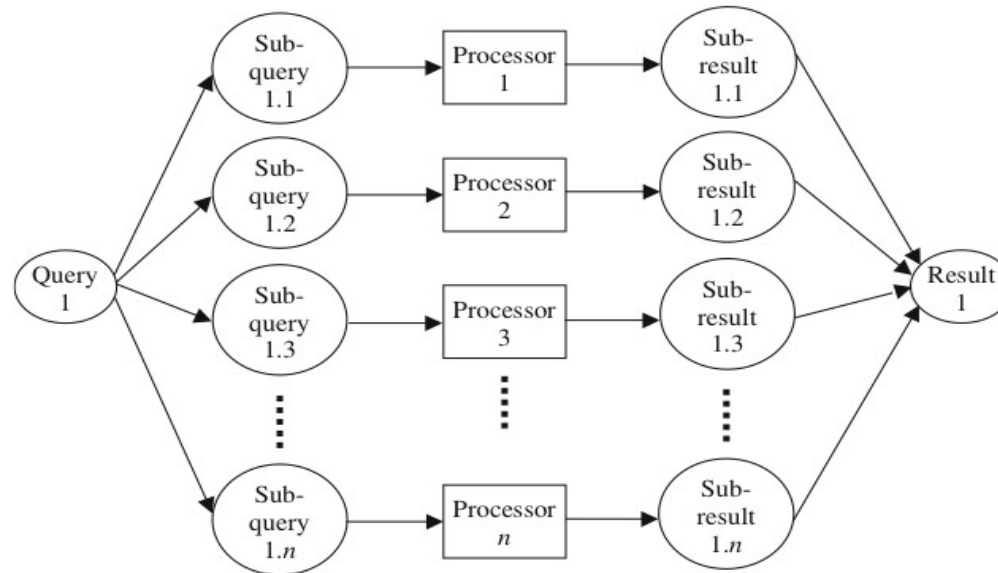 Query
1
Sub-
query
1.1
Processor
1
Sub-
result
1.1
Sub-
query
1.2
Processor
2
Sub-
result
1.2
Sub-
query
1.3
Processor
3
Sub-
result
1.3
Sub-
query
1.n
Processor
n
Sub-
result
1.n
Result
1